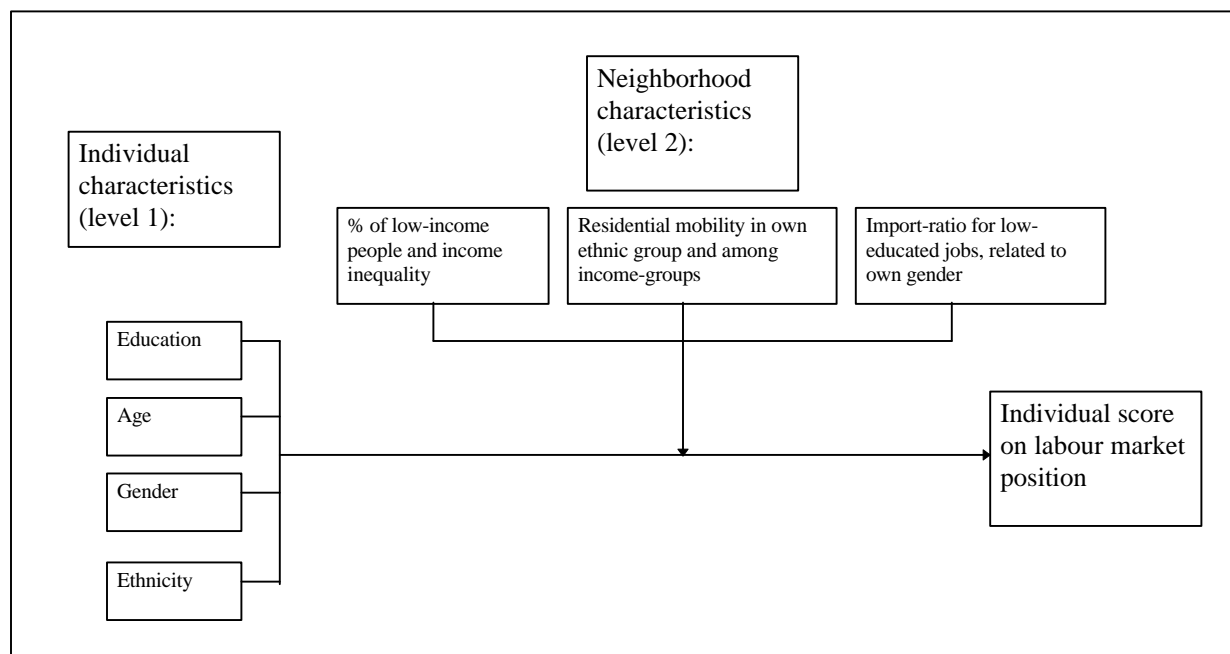 Neighborhood
characteristics
(level 2):
Individual
characteristics
(level 1):
% of low-income
people and income
inequality
Residential mobility in own
ethnic group and among
income-groups
Import-ratio for low-
educated jobs, related to
own gender
Education
Age
Gender
Ethnicity
Individual score
on labour market
position